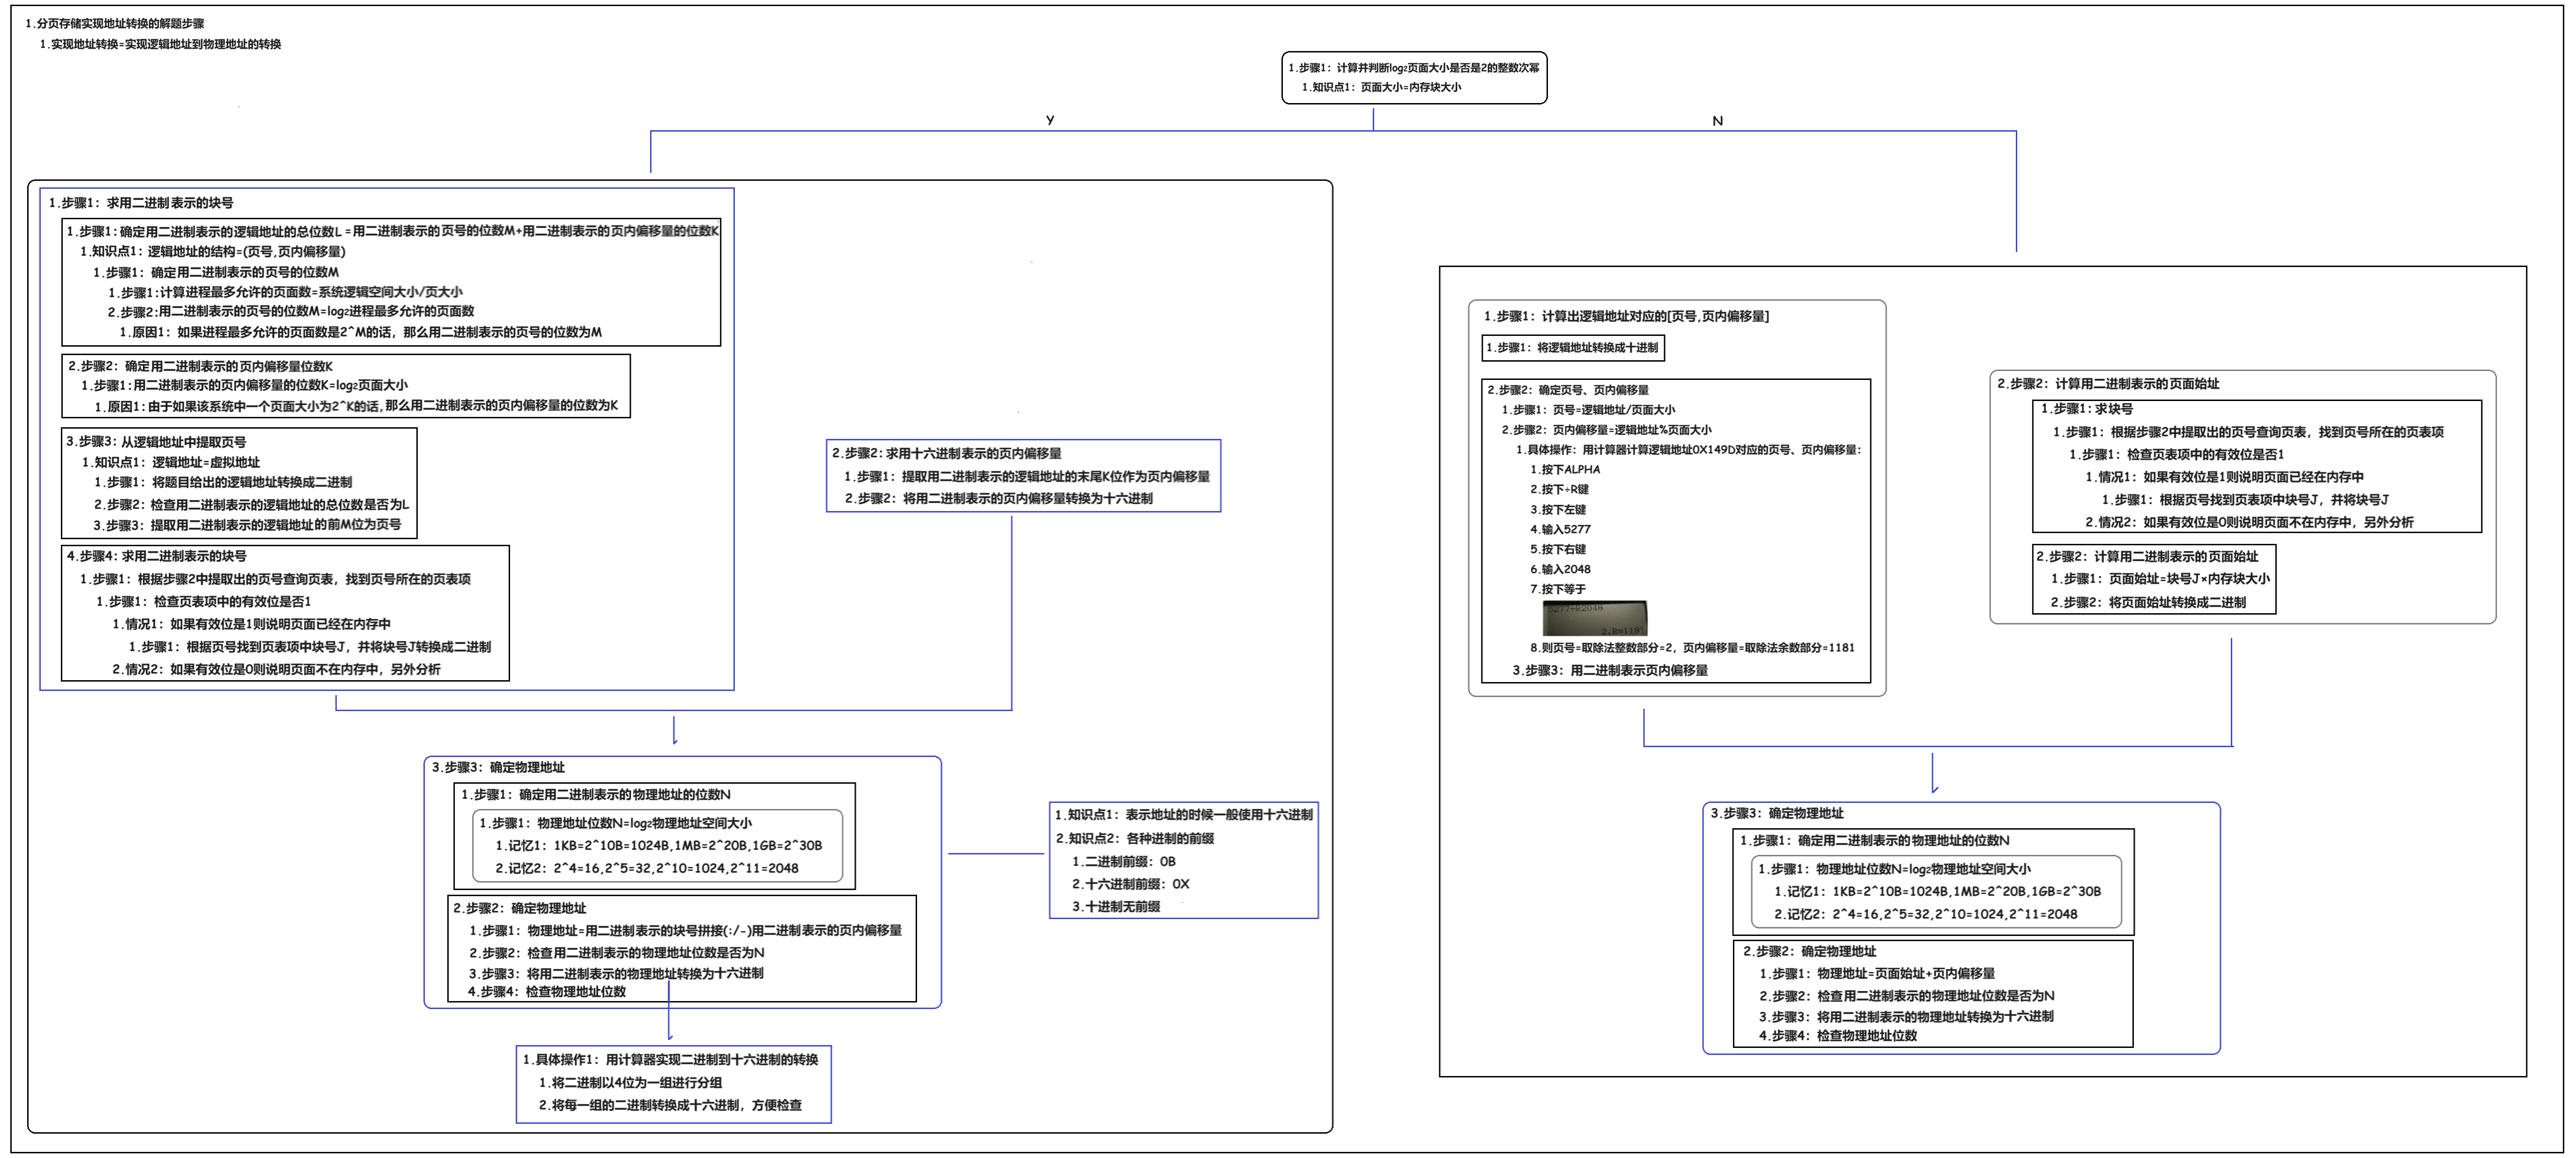 1.分页存储实现地址转换的解题步骤
1.实现地址转换=实现逻辑地址到物理地址的转换
1.步骤1：计算并判断log₂页面大小是否是2的整数次幂
1.知识点1：页面大小=内存块大小
Y
N
1.步骤1：求用二进制表示的块号
1.步骤1:确定用二进制表示的逻辑地址的总位数L=用二进制表示的页号的位数M+用二进制表示的页内偏移量的位数K
1.知识点1：逻辑地址的结构=(页号,页内偏移量)
1.步骤1：确定用二进制表示的页号的位数M
1.步骤1:计算进程最多允许的页面数=系统逻辑空间大小/页大小
2.步骤2:用二进制表示的页号的位数M=log₂进程最多允许的页面数
1.原因1：如果进程最多允许的页面数是2^M的话，那么用二进制表示的页号的位数为M
2.步骤2：确定用二进制表示的页内偏移量位数K
1.步骤1:用二进制表示的页内偏移量的位数K=log₂页面大小
1.原因1:由于如果该系统中一个页面大小为2^K的话,那么用二进制表示的页内偏移量的位数为K
3.步骤3：从逻辑地址中提取页号
1.知识点1：逻辑地址=虚拟地址
1.步骤1：将题目给出的逻辑地址转换成二进制
2.步骤2：检查用二进制表示的逻辑地址的总位数是否为L
3.步骤3：提取用二进制表示的逻辑地址的前M位为页号
4.步骤4：求用二进制表示的块号
1.步骤1：根据步骤2中提取出的页号查询页表，找到页号所在的页表项
1.步骤1：检查页表项中的有效位是否1
1.情况1：如果有效位是1则说明页面已经在内存中
1.步骤1：根据页号找到页表项中块号J，并将块号J转换成二进制
2.情况2：如果有效位是0则说明页面不在内存中，另外分析
2.步骤2：求用十六进制表示的页内偏移量
1.步骤1：提取用二进制表示的逻辑地址的末尾K位作为页内偏移量
2.步骤2：将用二进制表示的页内偏移量转换为十六进制
3.步骤3：确定物理地址
1.步骤1：确定用二进制表示的物理地址的位数N
1.步骤1：物理地址位数N=log₂物理地址空间大小
1.记忆1：1KB=2^10B=1024B,1MB=2^20B,1GB=2^30B
2.记忆2：2^4=16,2^5=32,2^10=1024,2^11=2048
2.步骤2：确定物理地址
1.步骤1：物理地址=用二进制表示的块号拼接(:/-)用二进制表示的页内偏移量
2.步骤2：检查用二进制表示的物理地址位数是否为N
3.步骤3：将用二进制表示的物理地址转换为十六进制
4.步骤4：检查物理地址位数
1.知识点1：表示地址的时候一般使用十六进制
2.知识点2：各种进制的前缀
1.二进制前缀：0B
2.十六进制前缀：0X
3.十进制无前缀
1.具体操作1：用计算器实现二进制到十六进制的转换
1.将二进制以4位为一组进行分组
2.将每一组的二进制转换成十六进制，方便检查
1.步骤1：计算出逻辑地址对应的[页号,页内偏移量]
1.步骤1：将逻辑地址转换成十进制
2.步骤2：确定页号、页内偏移量
1.步骤1：页号=逻辑地址/页面大小
2.步骤2：页内偏移量=逻辑地址%页面大小
1.具体操作：用计算器计算逻辑地址0X149D对应的页号、页内偏移量：
1.按下ALPHA
2.按下÷R键
3.按下左键
4.输入5277
5.按下右键
6.输入2048
7.按下等于
5277÷R2048
2,R=1181
8.则页号=取除法整数部分=2，页内偏移量=取除法余数部分=1181
3.步骤3：用二进制表示页内偏移量
2.步骤2：计算用二进制表示的页面始址
1.步骤1：求块号
1.步骤1：根据步骤2中提取出的页号查询页表，找到页号所在的页表项
1.步骤1：检查页表项中的有效位是否1
1.情况1：如果有效位是1则说明页面已经在内存中
1.步骤1：根据页号找到页表项中块号J，并将块号J
2.情况2：如果有效位是0则说明页面不在内存中，另外分析
2.步骤2：计算用二进制表示的页面始址
1.步骤1：页面始址=块号J×内存块大小
2.步骤2：将页面始址转换成二进制
3.步骤3：确定物理地址
1.步骤1：确定用二进制表示的物理地址的位数N
1.步骤1：物理地址位数N=log₂物理地址空间大小
1.记忆1：1KB=2^10B=1024B,1MB=2^20B,1GB=2^30B
2.记忆2：2^4=16,2^5=32,2^10=1024,2^11=2048
2.步骤2：确定物理地址
1.步骤1：物理地址=页面始址+页内偏移量
2.步骤2：检查用二进制表示的物理地址位数是否为N
3.步骤3：将用二进制表示的物理地址转换为十六进制
4.步骤4：检查物理地址位数